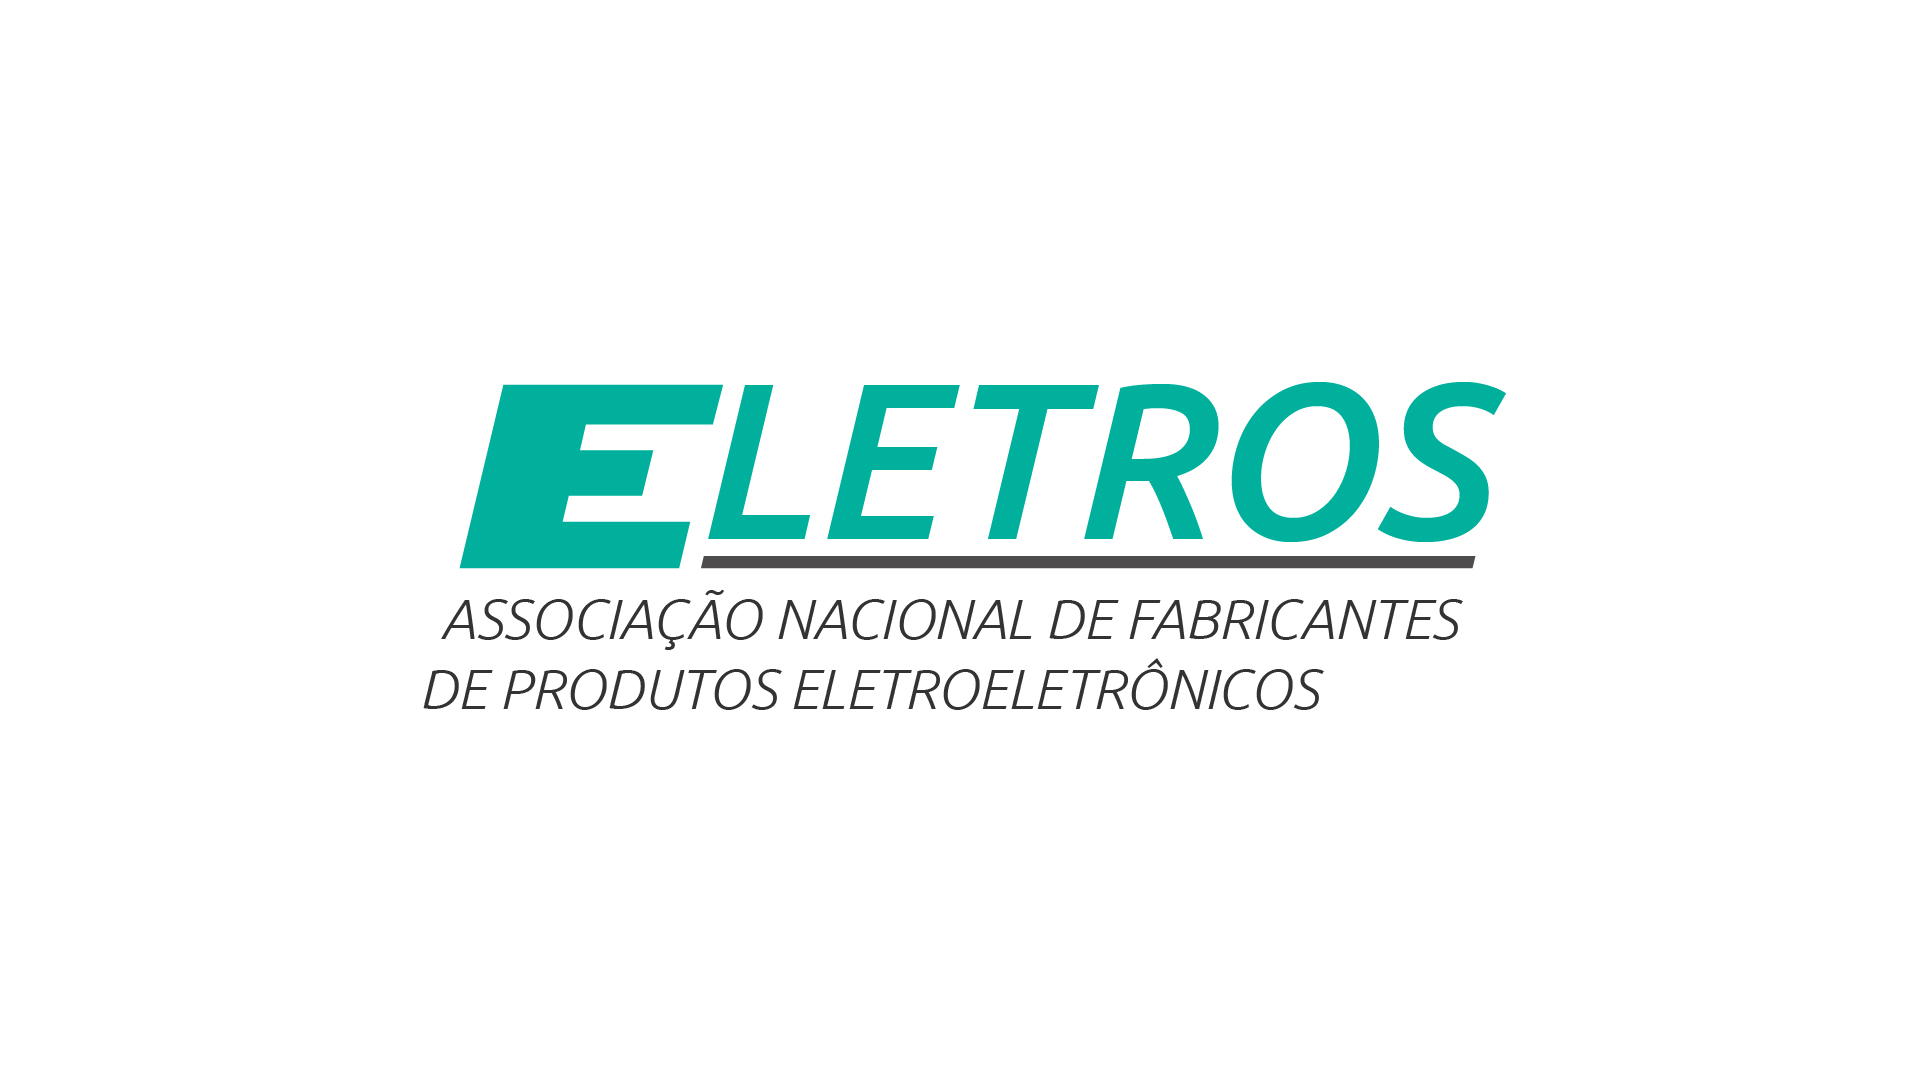 ELETROS
ASSOCIAÇÃO NACIONAL DE FABRICANTES
DE PRODUTOS ELETROELETRÔNICOS